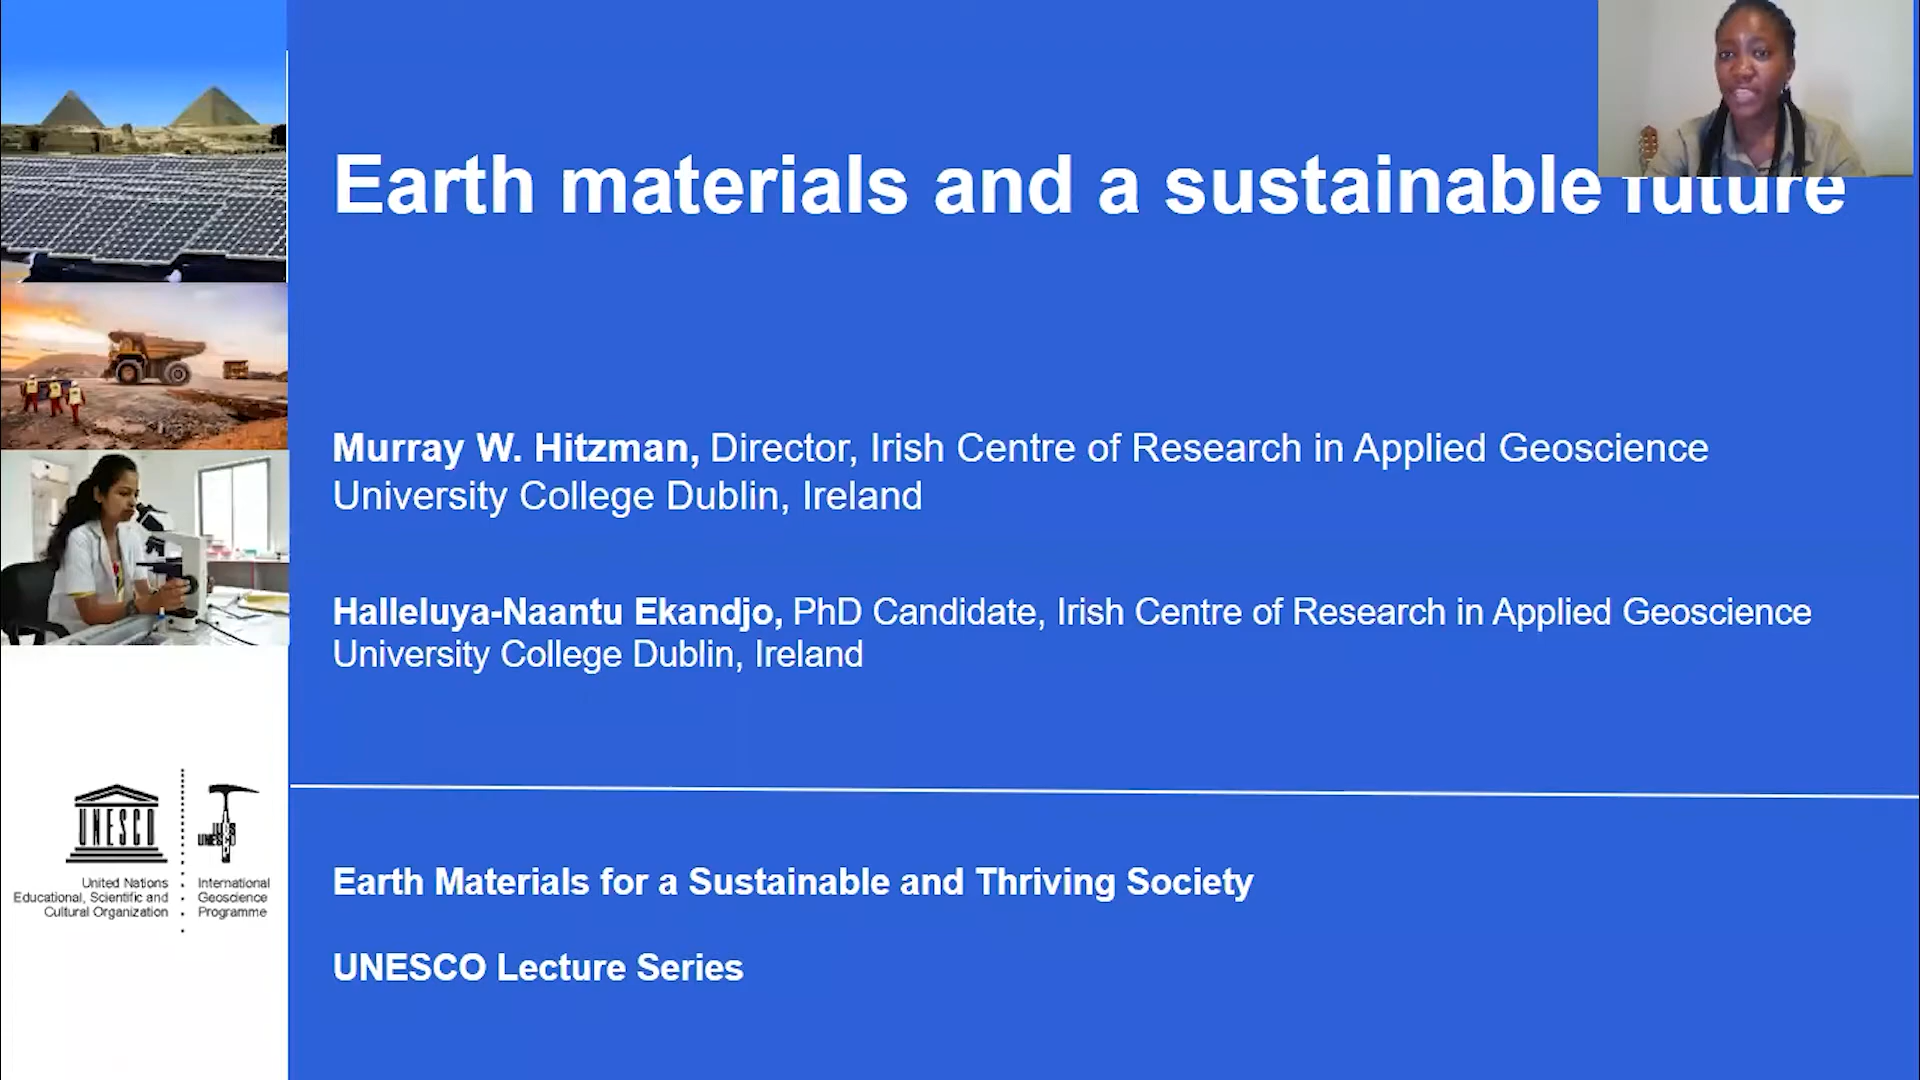 Earth materials and a sustainable future
Murray W. Hitzman, Director, Irish Centre of Research in Applied Geoscience
University College Dublin, Ireland
Halleluya-Naantu Ekandjo, PhD Candidate, Irish Centre of Research in Applied Geoscience
University College Dublin, Ireland
UNESCO
United Nations
Educational, Scientific and
Cultural Organization
International
Geoscience
Programme
Earth Materials for a Sustainable and Thriving Society
UNESCO Lecture Series